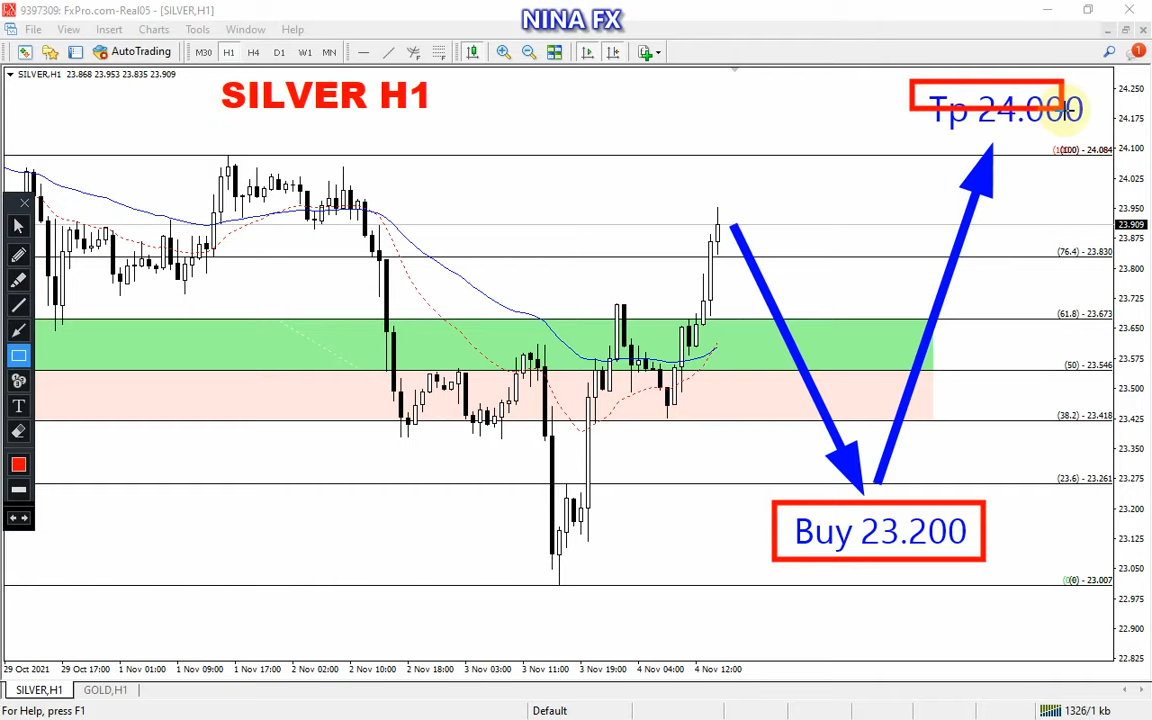 9397309: FxPro.com-Real05 - [SILVER,H1]
NINA FX
File View Insert Charts Tools Window Help
AutoTrading M30 H1 H4 D1 W1 MN
1
SILVER,H1 23.868 23.953 23.835 23.909
SILVER H1
Tp 24.000
24.250
24.175
(100) - 24.084
24.100
24.025
23.950
23.909
23.875
(76.4) - 23.830
23.800
23.725
(61.8) - 23.673
23.650
23.575
(50) - 23.546
23.500
(38.2) - 23.418
23.425
23.350
(23.6) - 23.261
23.275
23.200
Buy 23.200
23.125
23.050
(0) - 23.007
22.975
22.900
22.825
T
29 Oct 2021 29 Oct 17:00 1 Nov 01:00 1 Nov 09:00 1 Nov 17:00 2 Nov 02:00 2 Nov 10:00 2 Nov 18:00 3 Nov 03:00 3 Nov 11:00 3 Nov 19:00 4 Nov 04:00 4 Nov 12:00
SILVER,H1 GOLD,H1
For Help, press F1 Default 1326/1 kb